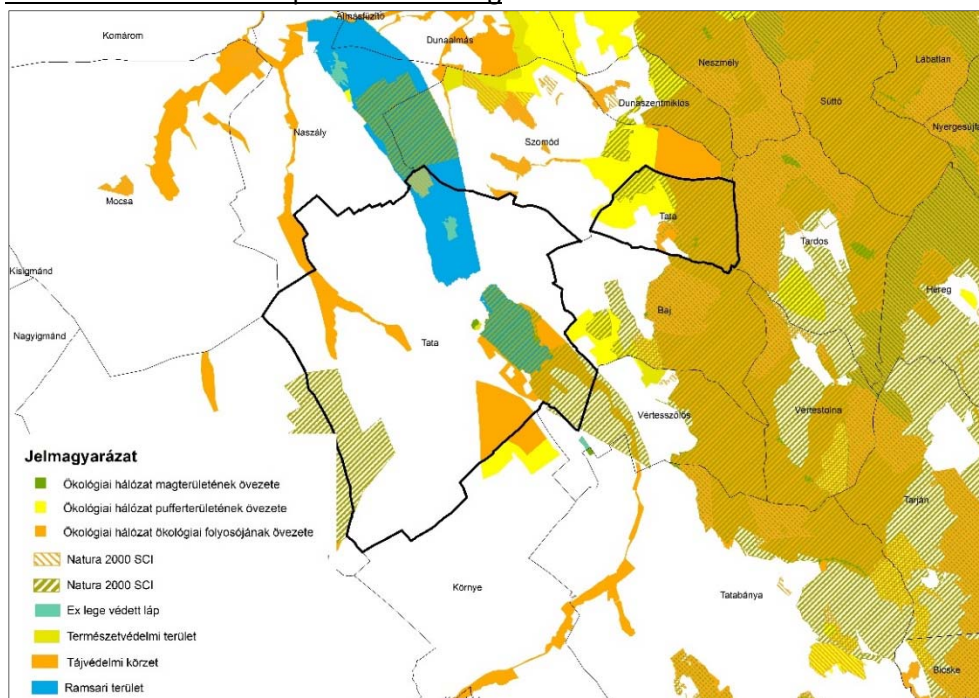 Komárom
Almásfüzitő
Dunaalmás
Neszmély
Lábatlan
Süttő
Dunaszentmiklós
Nyergesújfa
Naszály
Szomód
Mocsa
Tata
Tardos
Kisigmánd
Héreg
Nagyigmánd
Baj
Tata
Vértesszőlős
Vértestolna
Tarján
Jelmagyarázat
Ökológiai hálózat magterületének övezete
Ökológiai hálózat pufferterületének övezete
Ökológiai hálózat ökológiai folyosójának övezete
Natura 2000 SCI
Natura 2000 SCI
Ex lege védett láp
Természetvédelmi terület
Tájvédelmi körzet
Ramsari terület
Környe
Tatabánya
Bicske